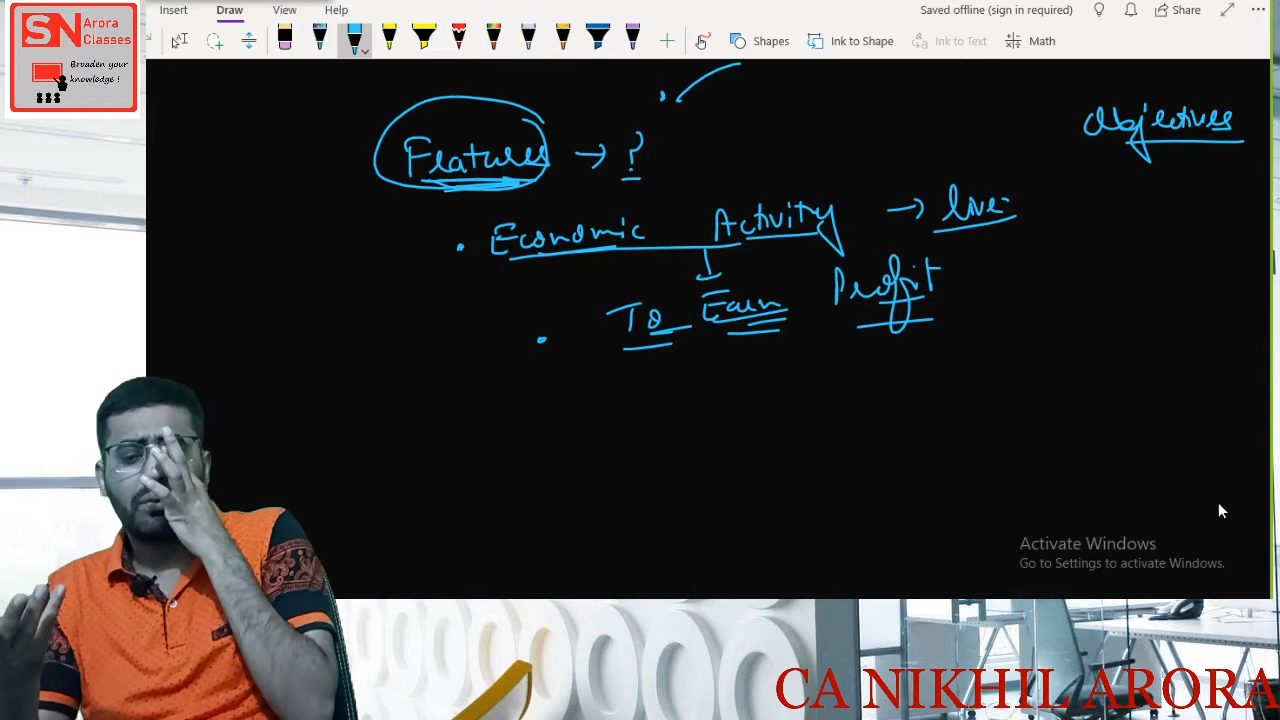 SN Arora Classes
Broaden your knowledge !
Insert Draw View Help
Saved offline (sign in required)
Share
Shapes
Ink to Shape
Ink to Text
Math
Objectives
Features → ?
. Economic Activity →
To Earn Profit
Activate Windows
Go to Settings to activate Windows.
CA NIKHIL ARORA